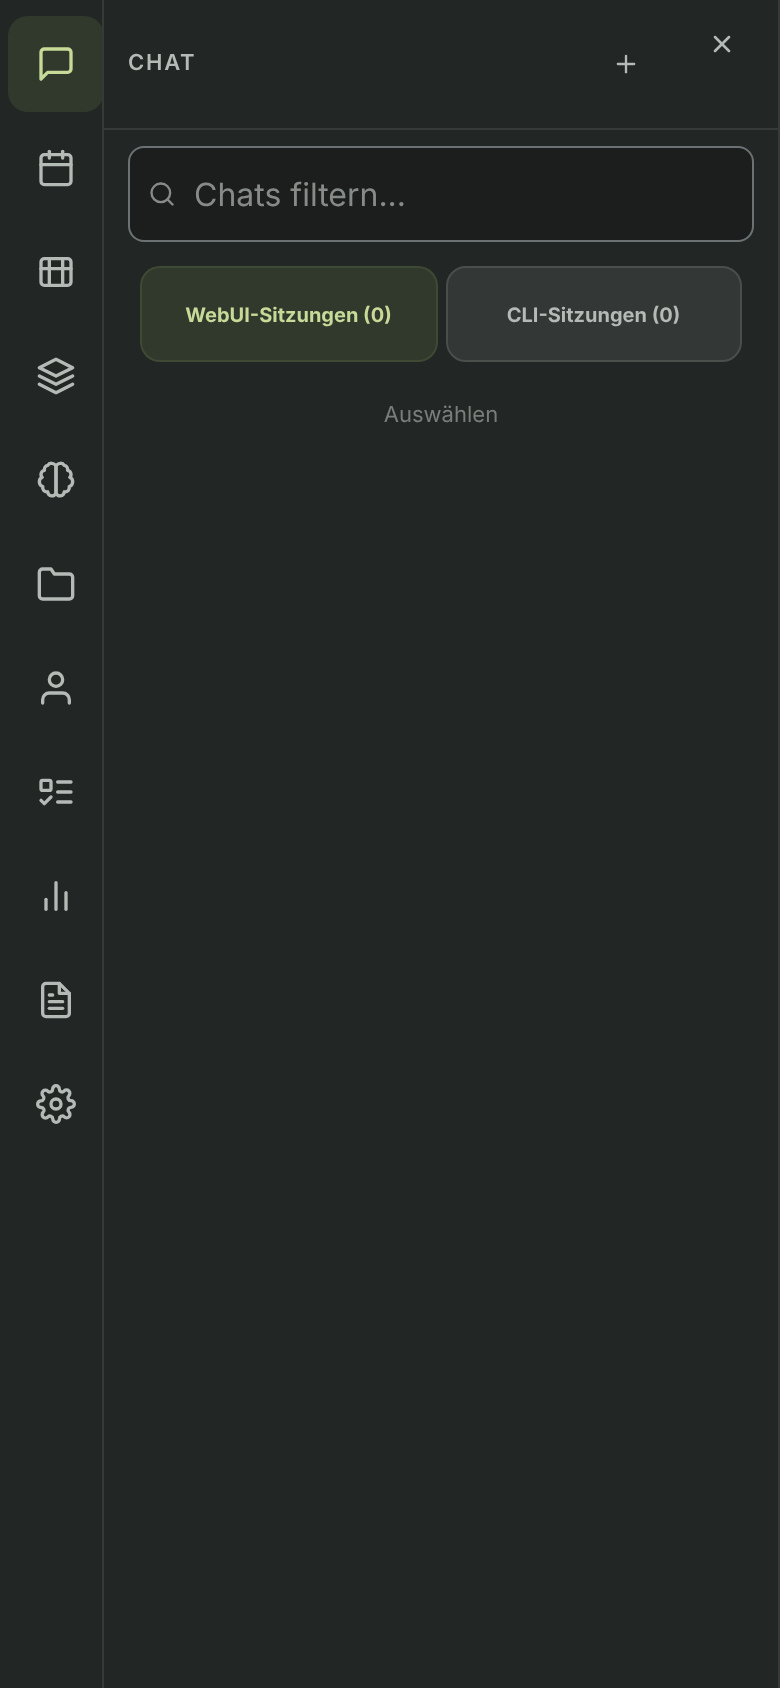 CHAT
Chats filtern...
WebUI-Sitzungen (0)
CLI-Sitzungen (0)
Auswählen